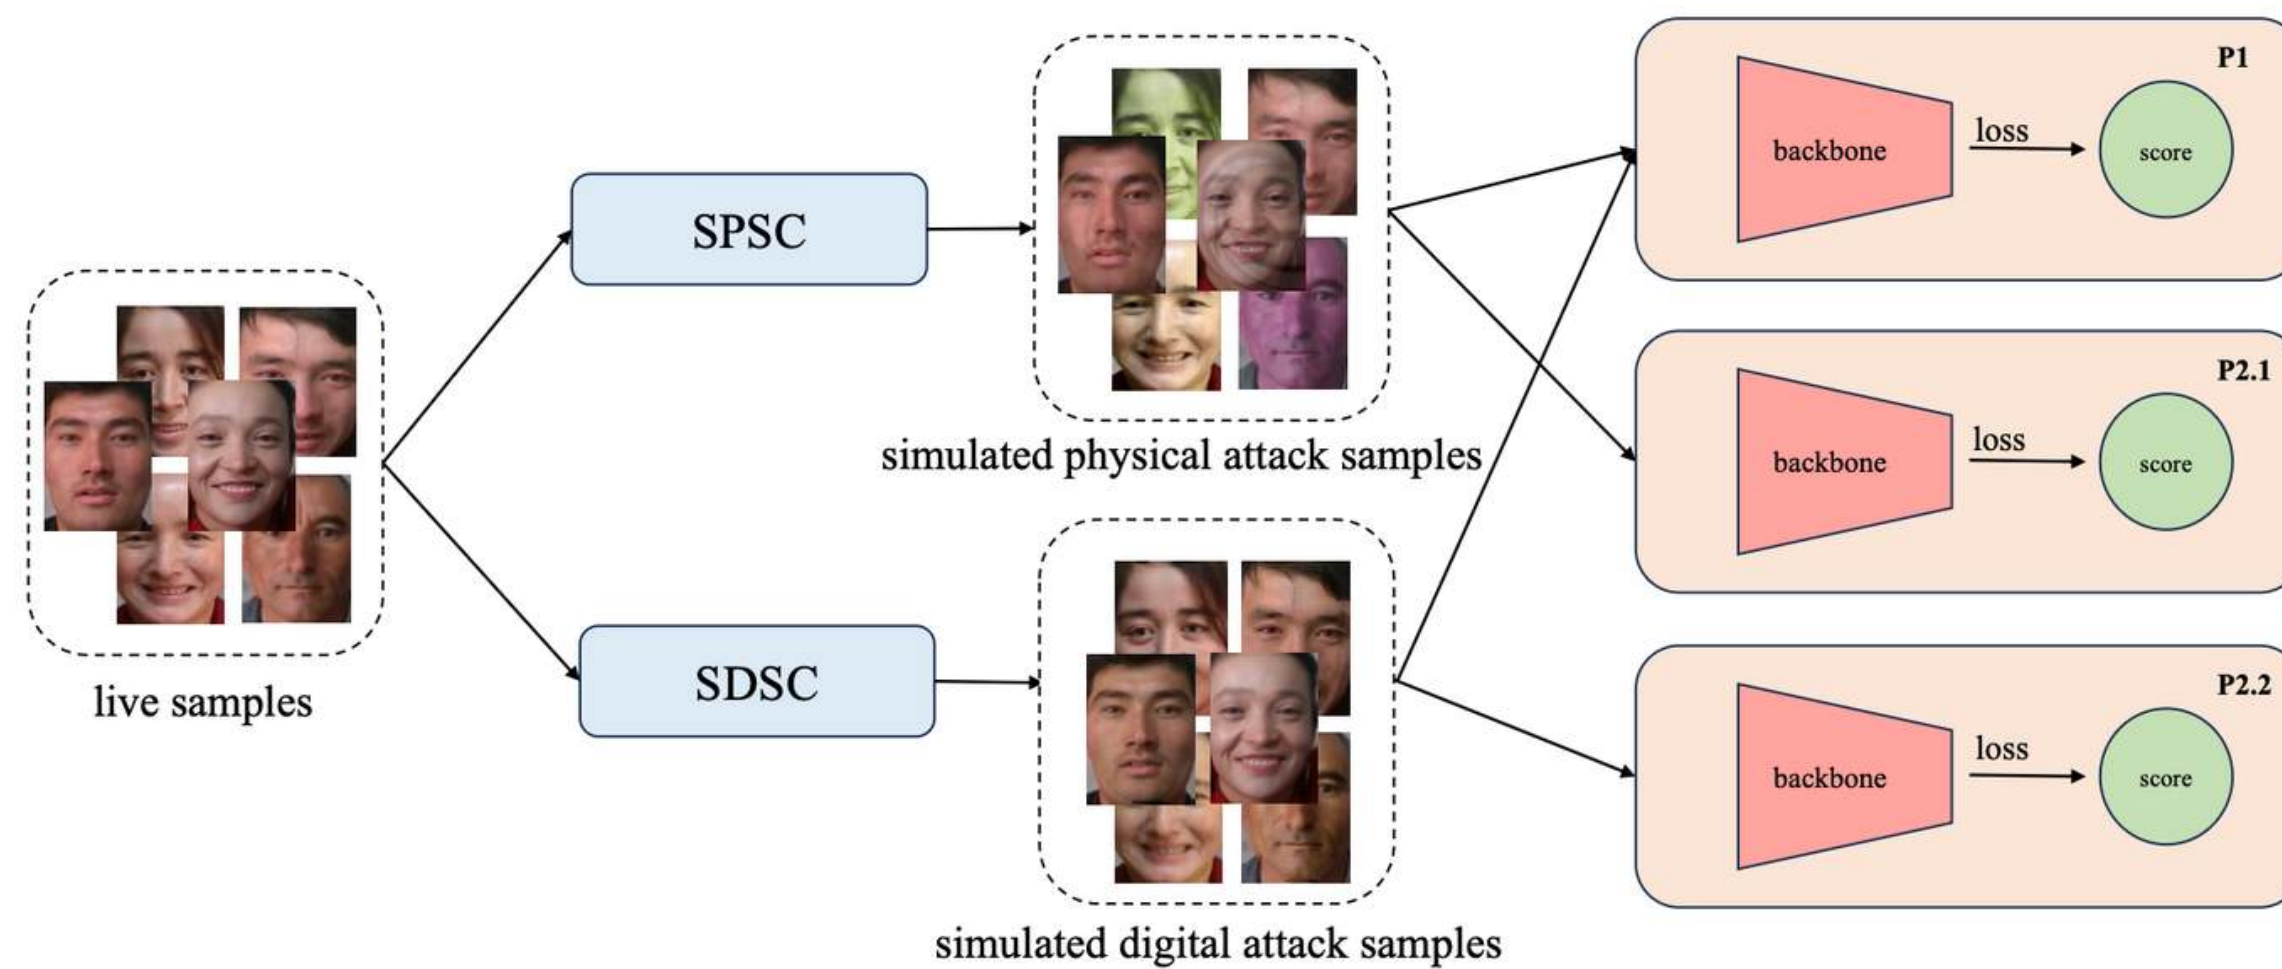 live samples
SPSC
SDSC
simulated physical attack samples
simulated digital attack samples
P1
backbone
loss
score
P2.1
backbone
loss
score
P2.2
backbone
loss
score